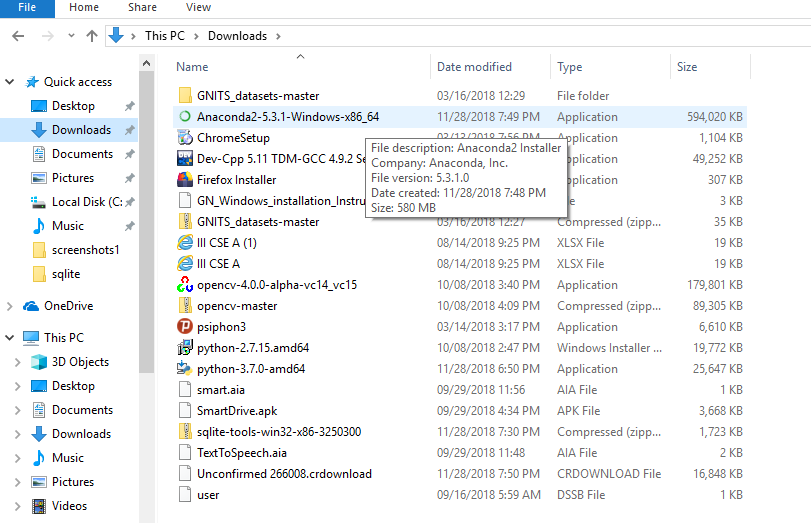 File Home Share View
This PC Downloads
Name Date modified Type Size
Quick access
Desktop
Downloads
Documents
Pictures
Local Disk (C:
Music
screenshots1
sqlite
OneDrive
This PC
3D Objects
Desktop
Documents
Downloads
Music
Pictures
Videos
GNITS_datasets-master 03/16/2018 12:29 File folder
Anaconda2-5.3.1-Windows-x86_64 11/28/2018 7:49 PM Application 594,020 KB
ChromeSetup Application 1,104 KB
Dev-Cpp 5.11 TDM-GCC 4.9.2 Se Application 49,252 KB
Firefox Installer Application 307 KB
GN_Windows_installation_Instru 3 KB
GNITS_datasets-master 03/16/2018 12:27 Compressed (zipp... 35 KB
III CSE A (1) 08/14/2018 9:25 PM XLSX File 19 KB
III CSE A 08/14/2018 9:25 PM XLSX File 19 KB
opencv-4.0.0-alpha-vc14_vc15 10/08/2018 3:40 PM Application 179,801 KB
opencv-master 10/08/2018 4:09 PM Compressed (zipp... 89,305 KB
psiphon3 03/14/2018 3:17 PM Application 6,610 KB
python-2.7.15.amd64 10/08/2018 2:47 PM Windows Installer ... 19,772 KB
python-3.7.0-amd64 11/28/2018 6:50 PM Application 25,647 KB
smart.aia 09/29/2018 11:56 AIA File 1 KB
SmartDrive.apk 09/29/2018 4:34 PM APK File 3,668 KB
sqlite-tools-win32-x86-3250300 11/28/2018 7:30 PM Compressed (zipp... 1,723 KB
TextToSpeech.aia 09/29/2018 11:48 AIA File 2 KB
Unconfirmed 266008.crdownload 11/28/2018 7:50 PM CRDOWNLOAD File 16,848 KB
user 09/16/2018 5:59 AM DSSB File 1 KB
File description: Anaconda2 Installer
Company: Anaconda, Inc.
File version: 5.3.1.0
Date created: 11/28/2018 7:48 PM
Size: 580 MB